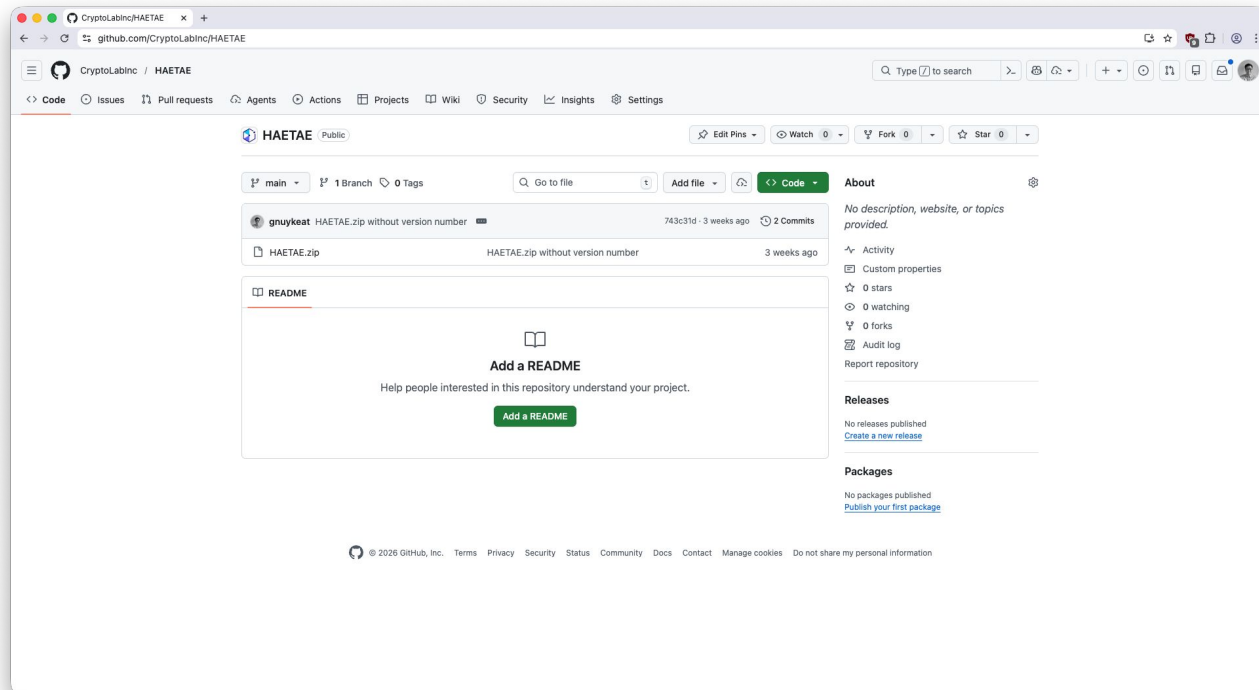 CryptoLabInc/HAETAE
github.com/CryptoLabInc/HAETAE
CryptoLabInc / HAETAE
Type / to search
Code Issues Pull requests Agents Actions Projects Wiki Security Insights Settings
HAETAE Public
Edit Pins Watch 0 Fork 0 Star 0
main 1 Branch 0 Tags
Go to file t
Add file
Code
gnuykeat HAETAE.zip without version number
743c31d · 3 weeks ago 2 Commits
HAETAE.zip HAETAE.zip without version number 3 weeks ago
README
Add a README
Help people interested in this repository understand your project.
Add a README
About
No description, website, or topics
provided.
Activity
Custom properties
0 stars
0 watching
0 forks
Audit log
Report repository
Releases
No releases published
Create a new release
Packages
No packages published
Publish your first package
© 2026 GitHub, Inc. Terms Privacy Security Status Community Docs Contact Manage cookies Do not share my personal information